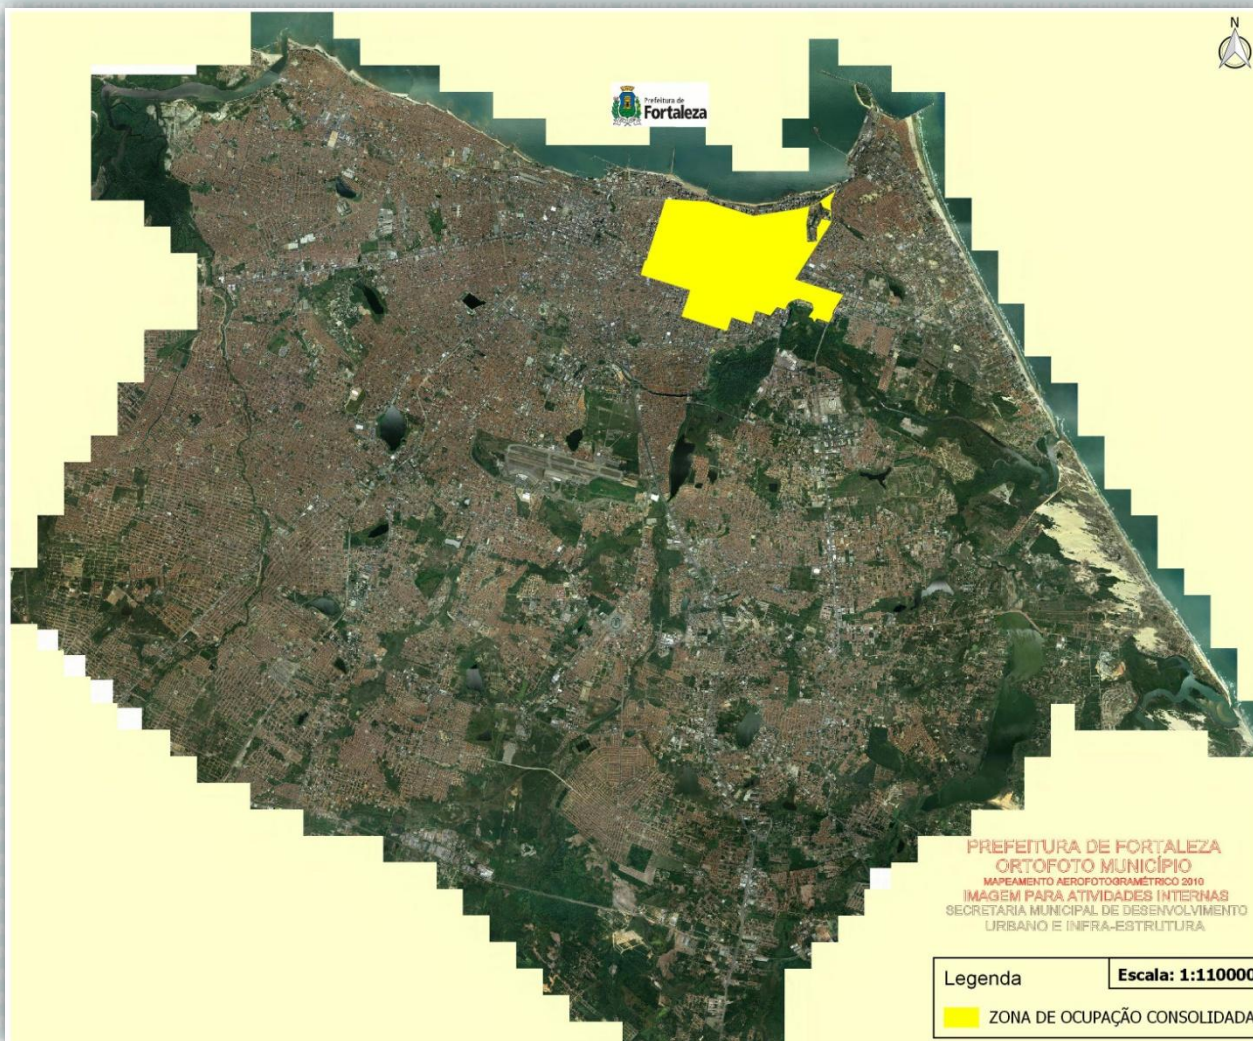 N
Prefeitura de
Fortaleza
PREFEITURA DE FORTALEZA
ORTOFOTO MUNICÍPIO
MAPEAMENTO AEROFOTOGRAMÉTRICO 2010
IMAGEM PARA ATIVIDADES INTERNAS
SECRETARIA MUNICIPAL DE DESENVOLVIMENTO
URBANO E INFRA-ESTRUTURA
Legenda
Escala: 1:110000
ZONA DE OCUPAÇÃO CONSOLIDADA